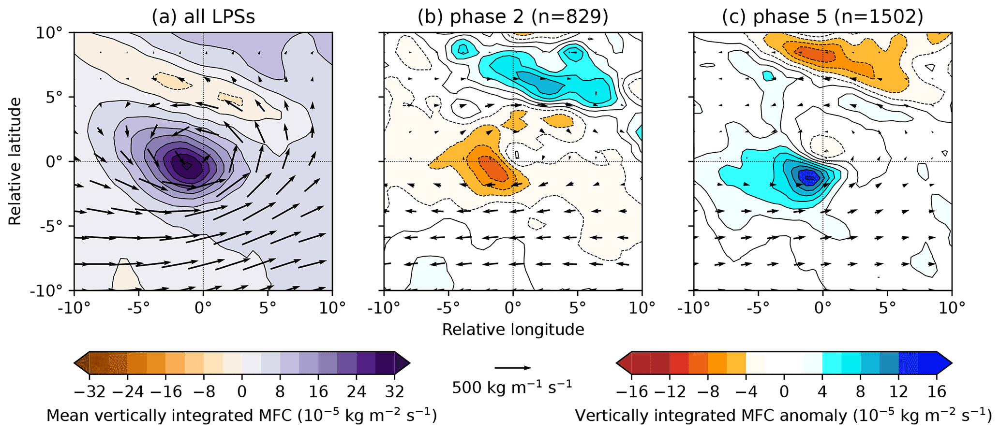 (a) all LPSs
(b) phase 2 (n=829)
(c) phase 5 (n=1502)
10°
5°
0°
-5°
-10°
Relative latitude
-10° -5° 0° 5° 10°
-10° -5° 0° 5° 10°
-10° -5° 0° 5° 10°
Relative longitude
−32 −24 −16 −8 0 8 16 24 32
Mean vertically integrated MFC (10⁻⁵ kg m⁻² s⁻¹)
500 kg m⁻¹ s⁻¹
−16 −12 −8 −4 0 4 8 12 16
Vertically integrated MFC anomaly (10⁻⁵ kg m⁻² s⁻¹)